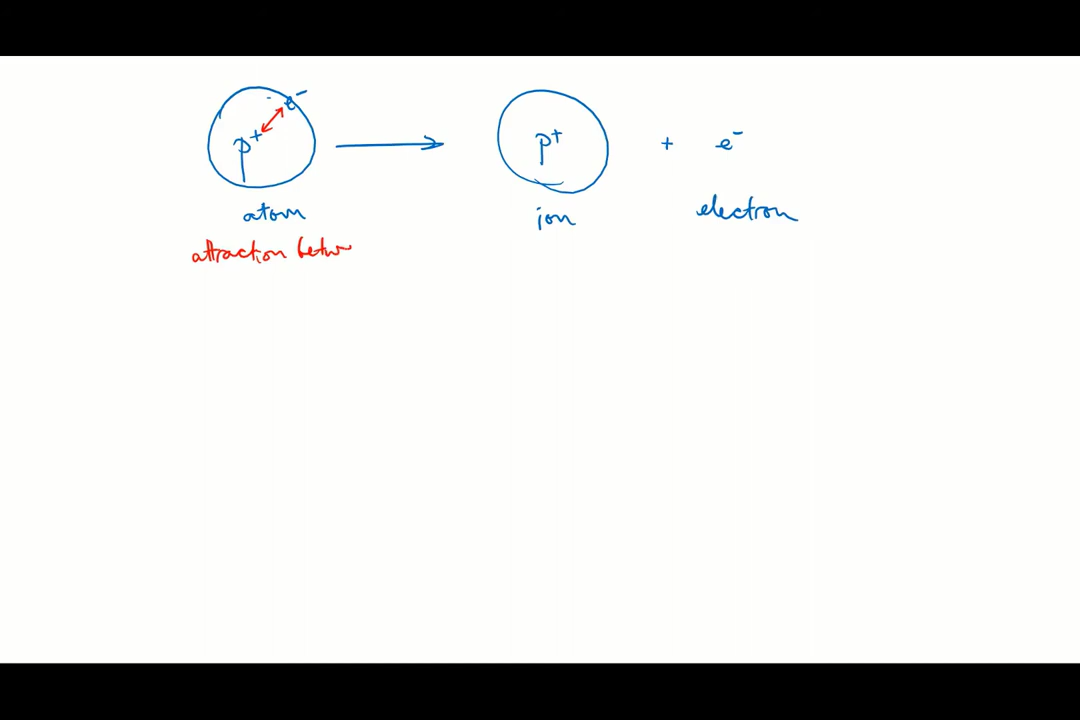 p⁺ e⁻ → p⁺ + e⁻
atom ion electron
attraction betw